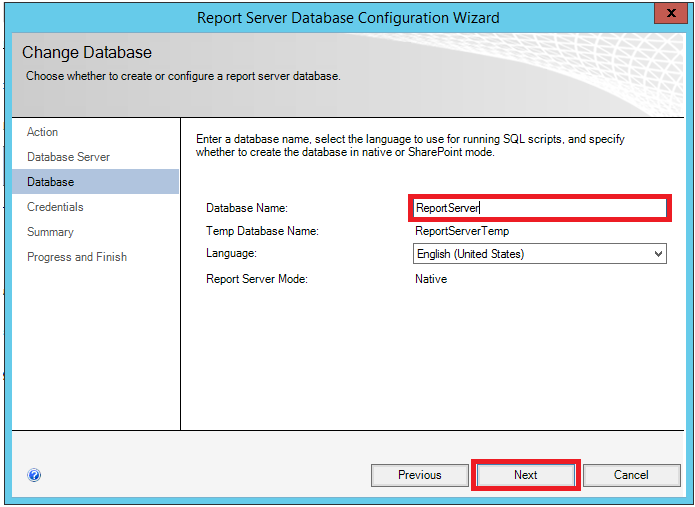 Report Server Database Configuration Wizard
x
Change Database
Choose whether to create or configure a report server database.
Action
Database Server
Database
Credentials
Summary
Progress and Finish
Enter a database name, select the language to use for running SQL scripts, and specify
whether to create the database in native or SharePoint mode.
Database Name: ReportServer
Temp Database Name: ReportServerTemp
Language: English (United States)
Report Server Mode: Native
?
Previous Next Cancel